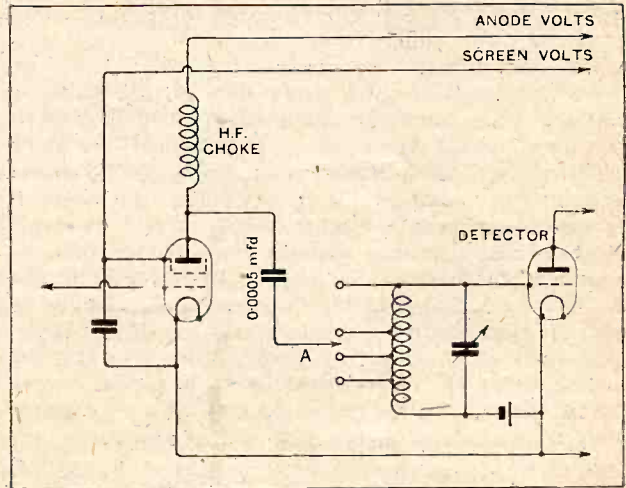 ANODE VOLTS
SCREEN VOLTS
H.F.
CHOKE
0·0005 mfd
DETECTOR
A